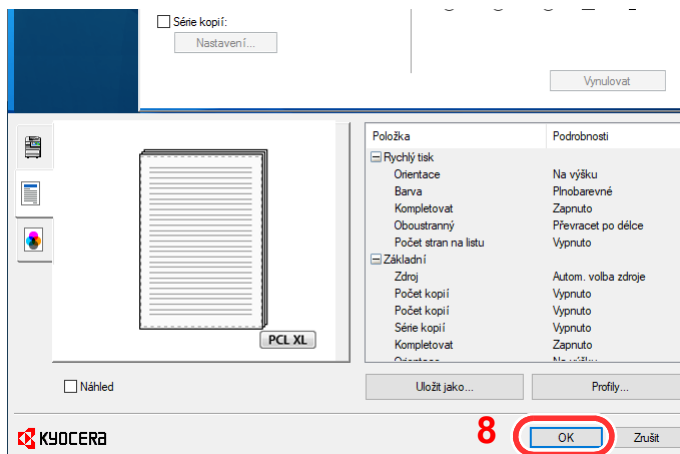 Série kopií:
Nastavení...
Vynulovat
Položka Podrobnosti
Rychlý tisk
Orientace Na výšku
Barva Plnobarevné
Kompletovat Zapnuto
Oboustranný Převracet po délce
Počet stran na listu Vypnuto
Základní
Zdroj Autom. volba zdroje
Počet kopií Vypnuto
Počet kopií Vypnuto
Série kopií Vypnuto
Kompletovat Zapnuto
PCL XL
Náhled Uložit jako... Profily...
KYOCERA 8 OK Zrušit